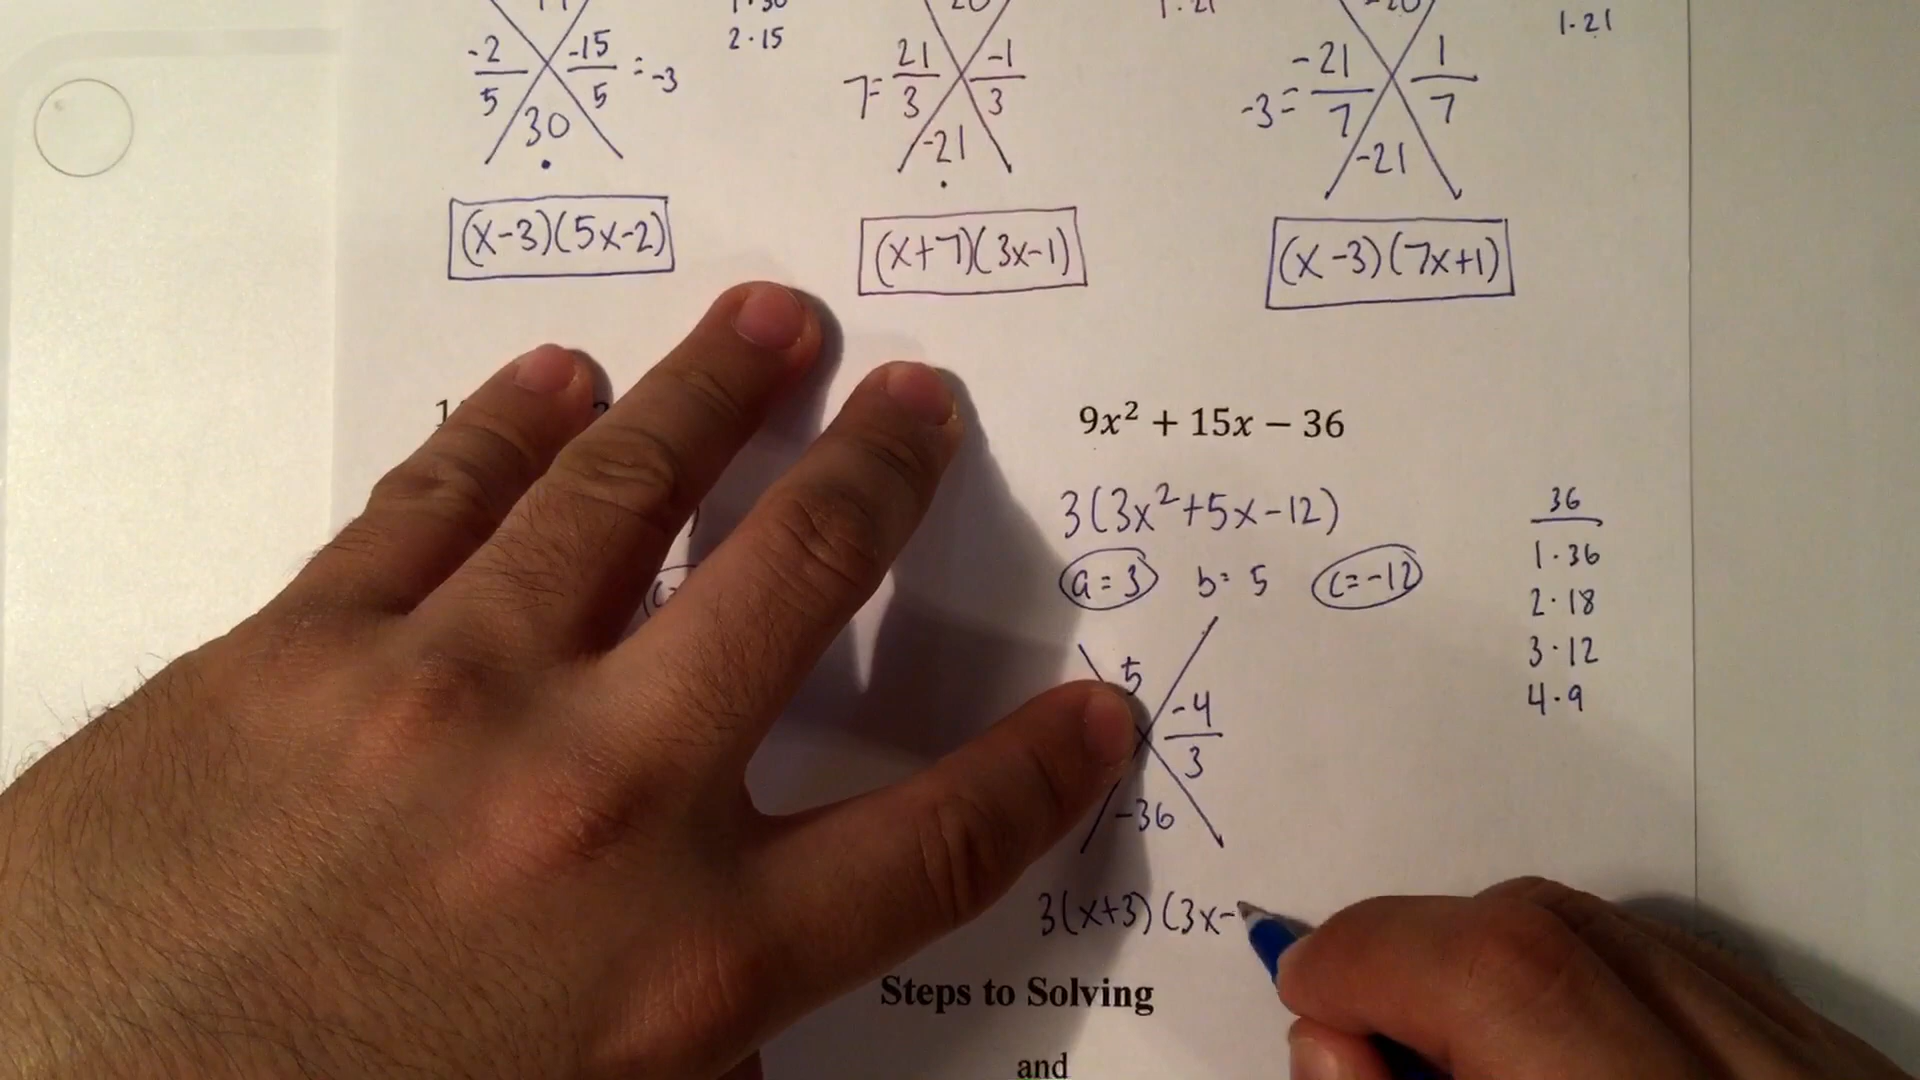 2·15
1·21
-2/5
-15/5 = -3
30
(x-3)(5x-2)
7= 21/3
-1/3
-21
(x+7)(3x-1)
-3= -21/7
1/7
-21
(x-3)(7x+1)
9x² + 15x − 36
3(3x²+5x-12)
a=3 b= 5 c=-12
5
-4/3
-36
3(x+3)(3x-
36
1·36
2·18
3·12
4·9
Steps to Solving
and